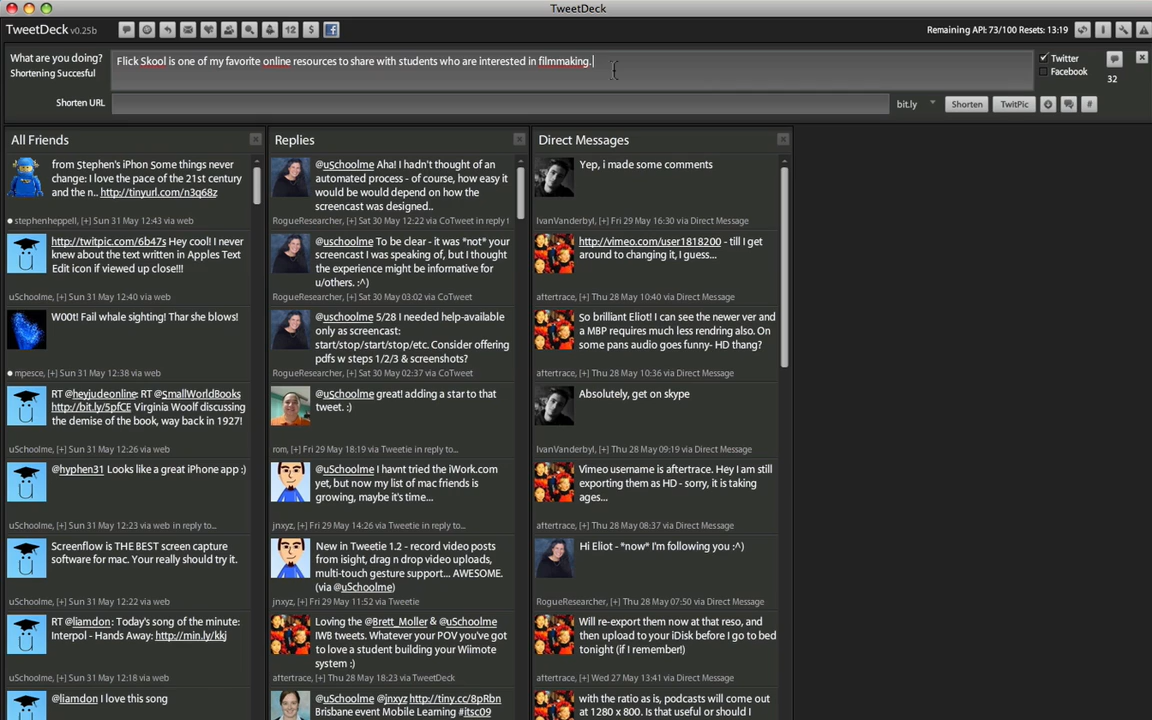 TweetDeck
TweetDeck v0.25b
12
$
f
Remaining API: 73/100 Resets: 13:19
What are you doing?
Shortening Succesful
Flick Skool is one of my favorite online resources to share with students who are interested in filmmaking.
Twitter
Facebook
32
Shorten URL
bit.ly
Shorten
TwitPic
#
All Friends
from Stephen's iPhon Some things never
change: I love the pace of the 21st century
and the n.. http://tinyurl.com/n3q68z
stephenheppell, [+] Sun 31 May 12:43 via web
http://twitpic.com/6b47s Hey cool! I never
knew about the text written in Apples Text
Edit icon if viewed up close!!!
uSchoolme, [+] Sun 31 May 12:40 via web
W00t! Fail whale sighting! Thar she blows!
mpesce, [+] Sun 31 May 12:38 via web
RT @heyjudeonline: RT @SmallWorldBooks
http://bit.ly/5pfCE Virginia Woolf discussing
the demise of the book, way back in 1927!
uSchoolme, [+] Sun 31 May 12:26 via web
@hyphen31 Looks like a great iPhone app :)
uSchoolme, [+] Sun 31 May 12:23 via web in reply to...
Screenflow is THE BEST screen capture
software for mac. Your really should try it.
uSchoolme, [+] Sun 31 May 12:22 via web
RT @liamdon: Today's song of the minute:
Interpol - Hands Away: http://min.ly/kkj
uSchoolme, [+] Sun 31 May 12:18 via web
@liamdon I love this song
Replies
@uSchoolme Aha! I hadn't thought of an
automated process - of course, how easy it
would be would depend on how the
screencast was designed..
RogueResearcher, [+] Sat 30 May 12:22 via CoTweet in reply t
@uschoolme To be clear - it was *not* your
screencast I was speaking of, but I thought
the experience might be informative for
u/others. :^)
RogueResearcher, [+] Sat 30 May 03:02 via CoTweet
@uschoolme 5/28 I needed help-available
only as screencast:
start/stop/start/stop/etc. Consider offering
pdfs w steps 1/2/3 & screenshots?
RogueResearcher, [+] Sat 30 May 02:37 via CoTweet
@uSchoolme great! adding a star to that
tweet. :)
rom, [+] Fri 29 May 18:19 via Tweetie in reply to...
@uSchoolme I havnt tried the iWork.com
yet, but now my list of mac friends is
growing, maybe it's time...
jnxyz, [+] Fri 29 May 14:26 via Tweetie in reply to...
New in Tweetie 1.2 - record video posts
from isight, drag n drop video uploads,
multi-touch gesture support... AWESOME.
(via @uSchoolme)
jnxyz, [+] Fri 29 May 11:52 via Tweetie
Loving the @Brett_Moller & @uSchoolme
IWB tweets. Whatever your POV you've got
to love a student building your Wiimote
system :)
aftertrace, [+] Thu 28 May 18:23 via TweetDeck
@uSchoolme @jnxyz http://tiny.cc/8pRbn
Brisbane event Mobile Learning #itsc09
Direct Messages
Yep, i made some comments
IvanVanderbyl, [+] Fri 29 May 16:30 via Direct Message
http://vimeo.com/user1818200 - till I get
around to changing it, I guess...
aftertrace, [+] Thu 28 May 10:40 via Direct Message
So brilliant Eliot! I can see the newer ver and
a MBP requires much less rendring also. On
some pans audio goes funny- HD thang?
aftertrace, [+] Thu 28 May 10:36 via Direct Message
Absolutely, get on skype
IvanVanderbyl, [+] Thu 28 May 09:19 via Direct Message
Vimeo username is aftertrace. Hey I am still
exporting them as HD - sorry, it is taking
ages...
aftertrace, [+] Thu 28 May 08:37 via Direct Message
Hi Eliot - *now* I'm following you :^)
RogueResearcher, [+] Thu 28 May 07:50 via Direct Message
Will re-export them now at that reso, and
then upload to your iDisk before I go to bed
tonight (if I remember!)
aftertrace, [+] Wed 27 May 13:41 via Direct Message
with the ratio as is, podcasts will come out
at 1280 x 800. Is that useful or should I